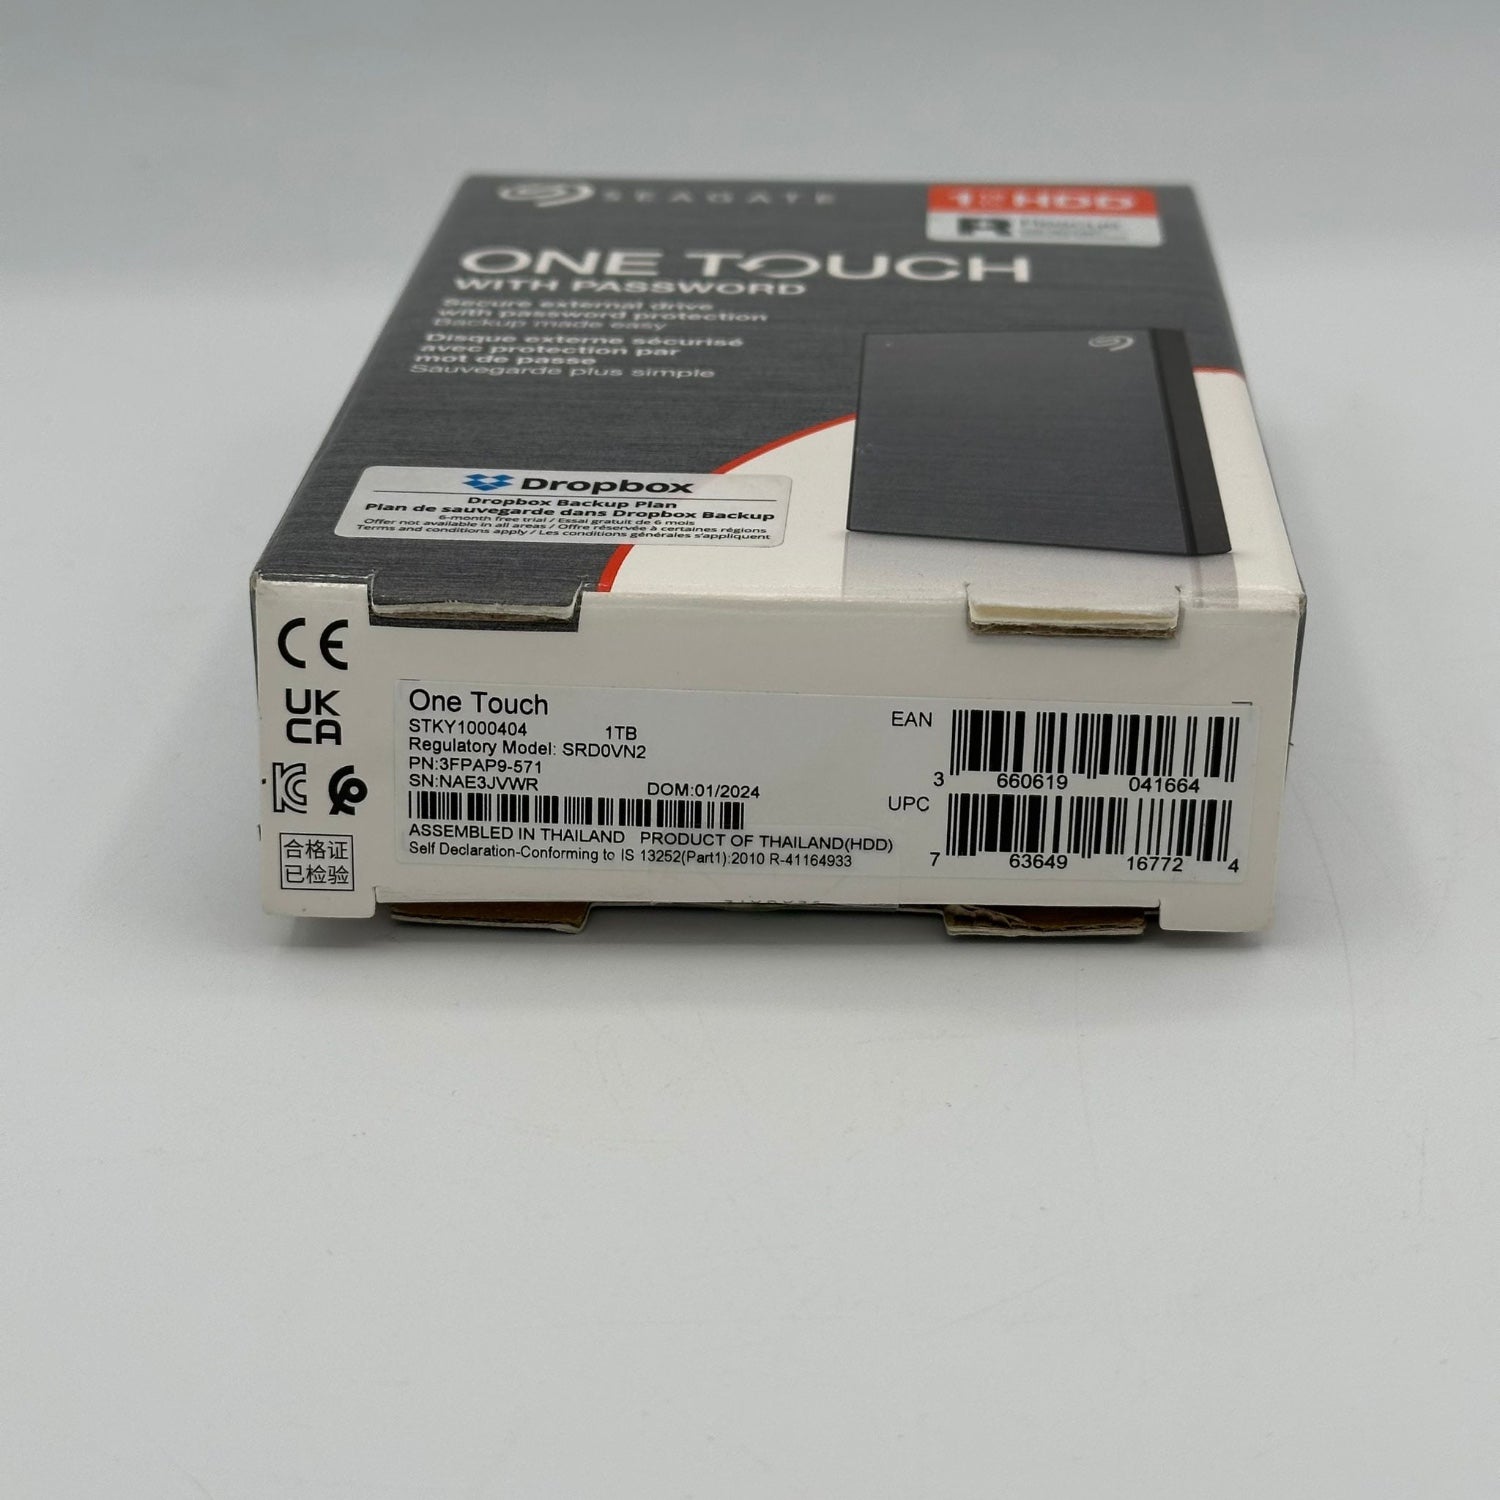 SEAGATE
HDD
ONE TOUCH
WITH PASSWORD
Secure external drive
with password protection
Backup made easy
Disque externe sécurisé
avec protection par
mot de passe
Sauvegarde plus simple
Dropbox
Dropbox Backup Plan
Plan de sauvegarde dans Dropbox Backup
6-month free trial / Essai gratuit de 6 mois
Offer not available in all areas / Offre réservée à certaines régions
Terms and conditions apply / Les conditions générales s'appliquent
CE
UK
CA
合格证
已检验
One Touch
STKY1000404 1TB
Regulatory Model: SRD0VN2
PN:3FPAP9-571
SN:NAE3JVWR DOM:01/2024
ASSEMBLED IN THAILAND PRODUCT OF THAILAND(HDD)
Self Declaration-Conforming to IS 13252(Part1):2010 R-41164933
EAN
3 660619 041664
UPC
7 63649 16772 4